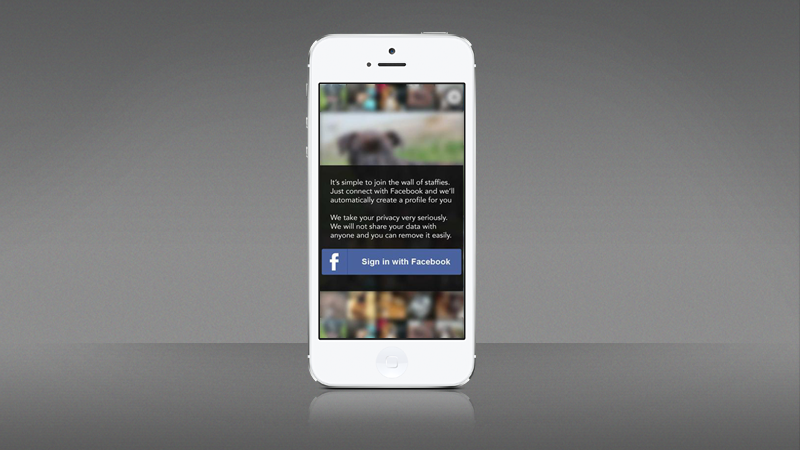 It's simple to join the wall of staffies.
Just connect with Facebook and we'll
automatically create a profile for you
We take your privacy very seriously.
We will not share your data with
anyone and you can remove it easily.
f Sign in with Facebook